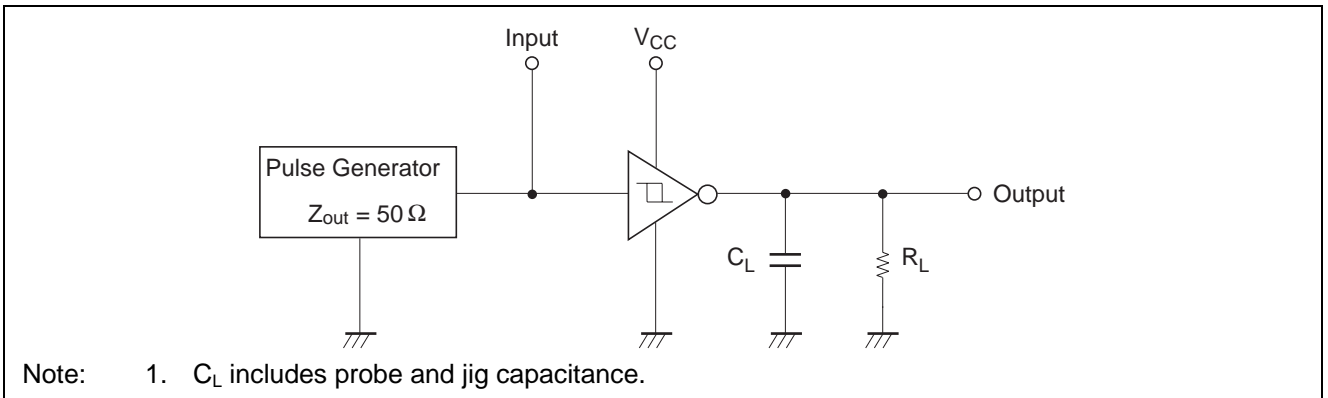 Input
VCC
Pulse Generator
Zout = 50 Ω
Output
CL
RL
Note: 1. CL includes probe and jig capacitance.